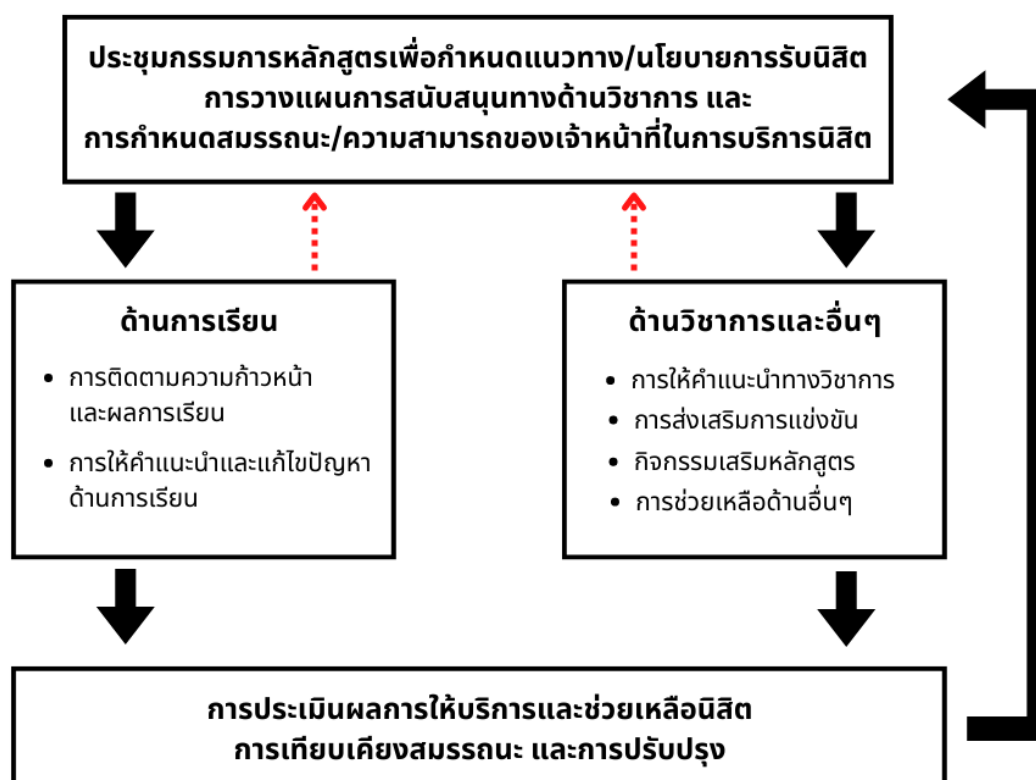 ประชุมกรรมการหลักสูตรเพื่อกำหนดแนวทาง/นโยบายการรับนิสิต
การวางแผนการสนับสนุนทางด้านวิชาการ และ
การกำหนดสมรรถนะ/ความสามารถของเจ้าหน้าที่ในการบริการนิสิต
ด้านการเรียน
• การติดตามความก้าวหน้า
และผลการเรียน
• การให้คำแนะนำและแก้ไขปัญหา
ด้านการเรียน
ด้านวิชาการและอื่นๆ
• การให้คำแนะนำทางวิชาการ
• การส่งเสริมการแข่งขัน
• กิจกรรมเสริมหลักสูตร
• การช่วยเหลือด้านอื่นๆ
การประเมินผลการให้บริการและช่วยเหลือนิสิต
การเทียบเคียงสมรรถนะ และการปรับปรุง